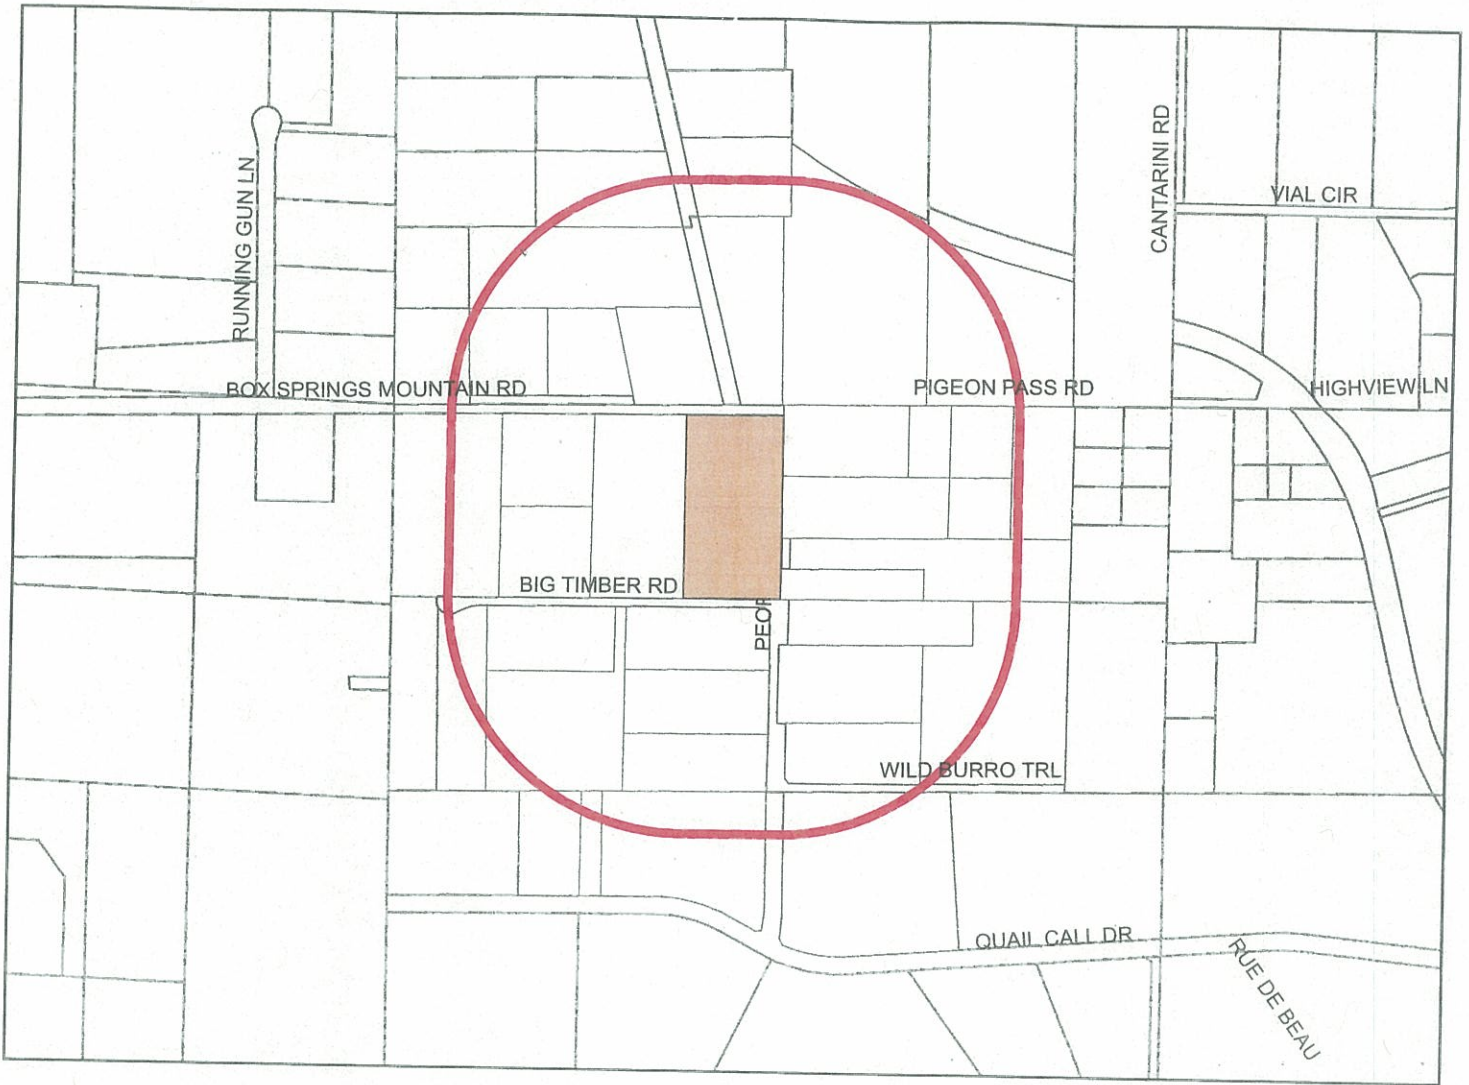 CANTARINI RD
VIAL CIR
RUNNING GUN LN
BOX SPRINGS MOUNTAIN RD
PIGEON PASS RD
HIGHVIEW LN
BIG TIMBER RD
WILD BURRO TRL
QUAIL CALL DR
RUE DE BEAU